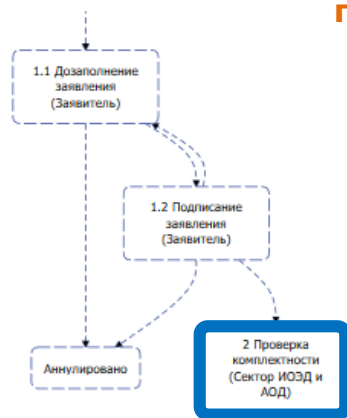 1.1 Дозаполнение
заявления
(Заявитель)
1.2 Подписание
заявления
(Заявитель)
Аннулировано
2 Проверка
комплектности
(Сектор ИОЭД и
АОД)